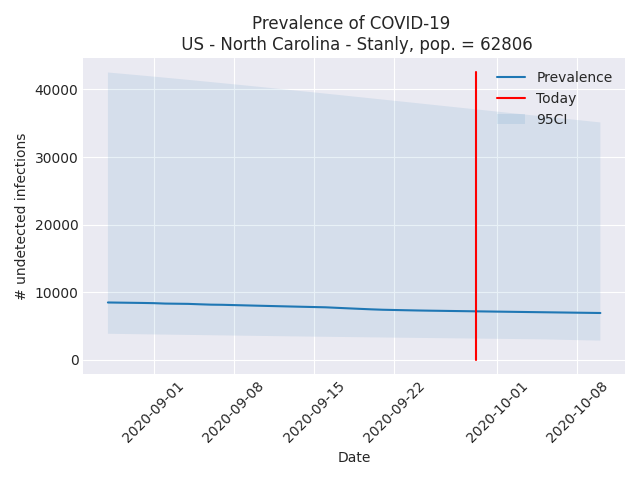 Prevalence of COVID-19
US - North Carolina - Stanly, pop. = 62806
Prevalence
Today
95CI
# undetected infections
40000
30000
20000
10000
0
2020-09-01
2020-09-08
2020-09-15
2020-09-22
2020-10-01
2020-10-08
Date